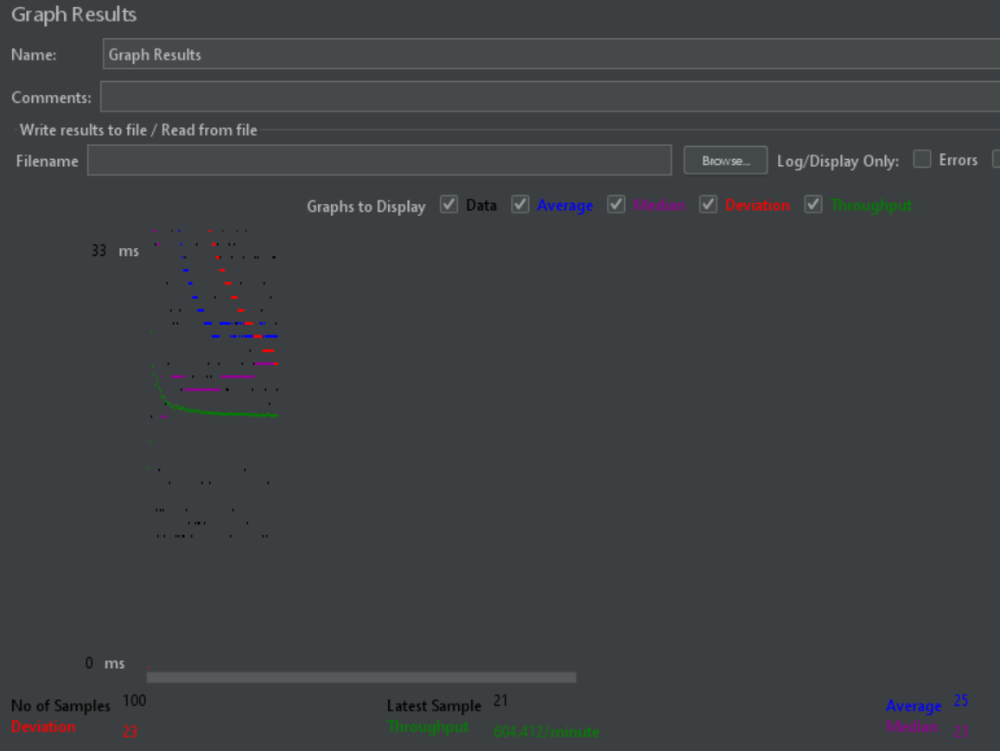 Graph Results
Name: Graph Results
Comments:
Write results to file / Read from file
Filename Browse... Log/Display Only: Errors
Graphs to Display Data Average Median Deviation Throughput
33 ms
0 ms
No of Samples 100 Latest Sample 21 Average 25
Deviation 23 Throughput 604.412/minute Median 23